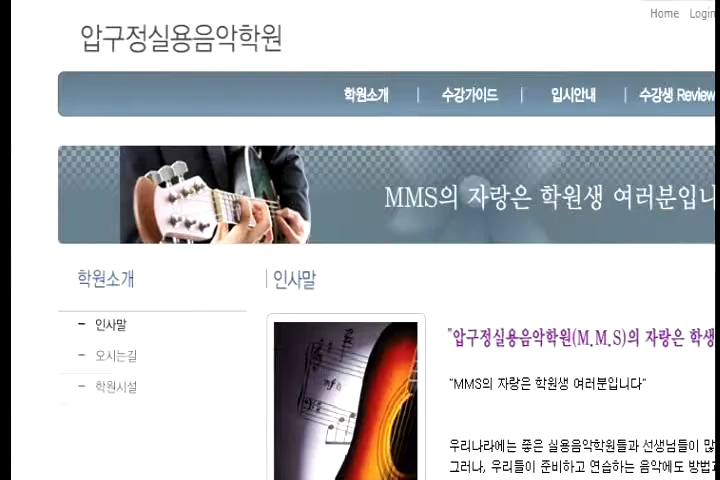 Home Login
압구정실용음악학원
학원소개 | 수강가이드 | 입시안내 | 수강생 Review
MMS의 자랑은 학원생 여러분입니
학원소개
인사말
- 인사말
- 오시는길
- 학원시설
"압구정실용음악학원(M.M.S)의 자랑은 학생
"MMS의 자랑은 학원생 여러분입니다"
우리나라에는 좋은 실용음악학원들과 선생님들이 많
그러나, 우리들이 준비하고 연습하는 음악에도 방법고